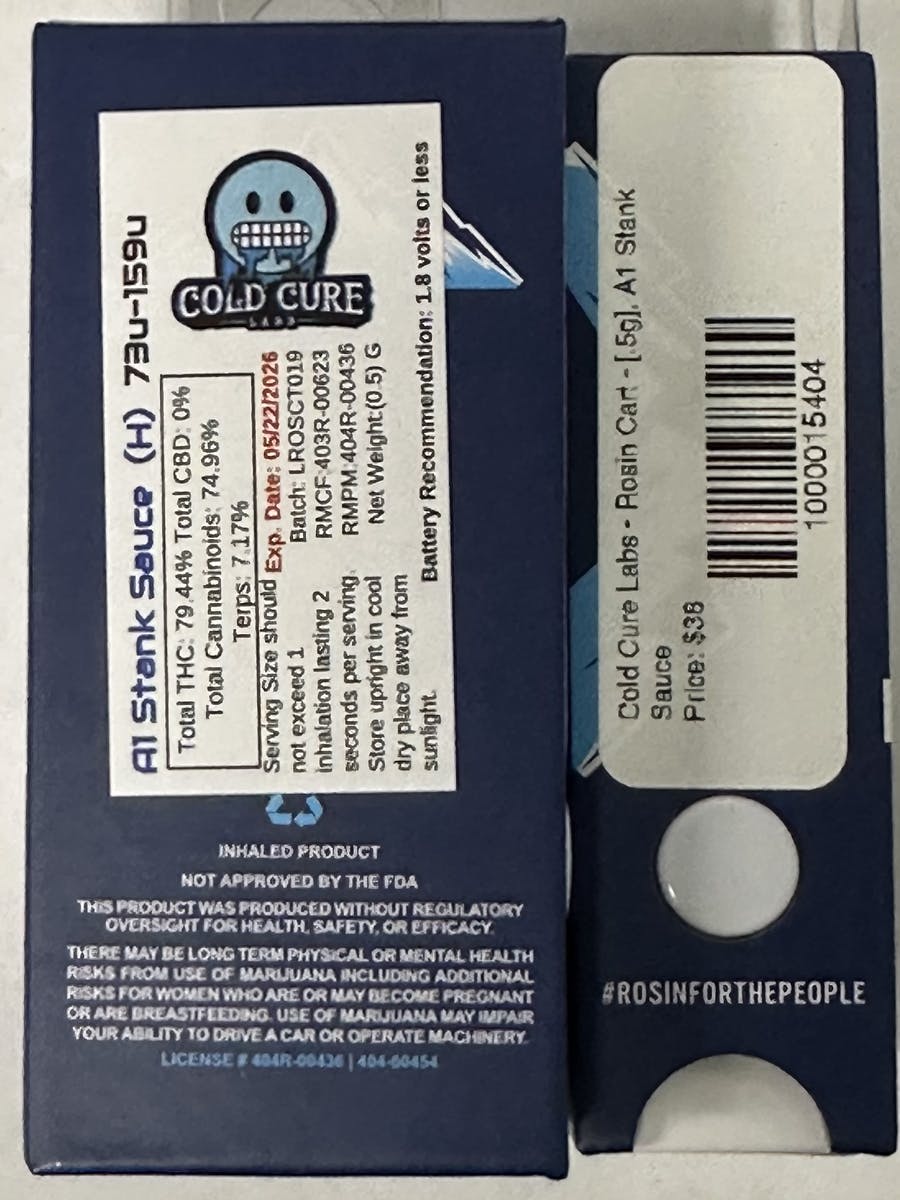 A1 Stank Sauce (H) 73u-159u
Total THC: 79.44% Total CBD: 0%
Total Cannabinoids: 74.96%
Terps: 7.17%
Serving Size should
not exceed 1
inhalation lasting 2
seconds per serving.
Store upright in cool
dry place away from
sunlight.
Exp. Date: 05/22/2026
Batch: LROSCT019
RMCF:403R-00623
RMPM:404R-00436
Net Weight:(0.5) G
Battery Recommendation: 1.8 volts or less
COLD CURE
LABS
INHALED PRODUCT
NOT APPROVED BY THE FDA
THIS PRODUCT WAS PRODUCED WITHOUT REGULATORY
OVERSIGHT FOR HEALTH, SAFETY, OR EFFICACY.
THERE MAY BE LONG TERM PHYSICAL OR MENTAL HEALTH
RISKS FROM USE OF MARIJUANA INCLUDING ADDITIONAL
RISKS FOR WOMEN WHO ARE OR MAY BECOME PREGNANT
OR ARE BREASTFEEDING. USE OF MARIJUANA MAY IMPAIR
YOUR ABILITY TO DRIVE A CAR OR OPERATE MACHINERY.
LICENSE # 404R-00436 | 404-00454
Cold Cure Labs - Rosin Cart - [.5g], A1 Stank
Sauce
Price: $38
1000015404
#ROSINFORTHEPEOPLE